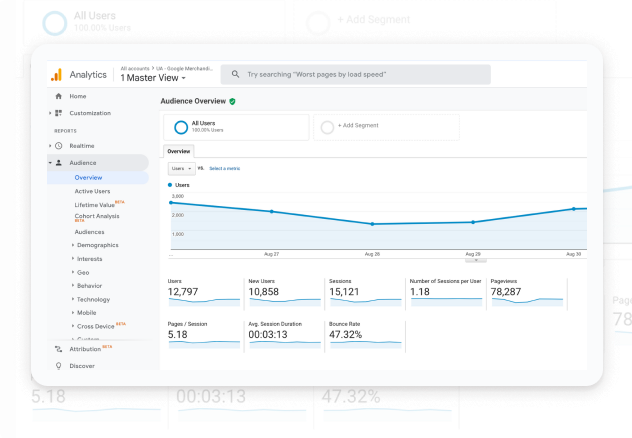 All Users
100.00% Users
+ Add Segment
Analytics
All accounts > UA - Google Merchandi...
1 Master View
Try searching "Worst pages by load speed"
Home
Customization
REPORTS
Realtime
Audience
Overview
Active Users
Lifetime Value BETA
Cohort Analysis
BETA
Audiences
Demographics
Interests
Geo
Behavior
Technology
Mobile
Cross Device BETA
Custom
Attribution BETA
Discover
Audience Overview
All Users
100.00% Users
+ Add Segment
Overview
Users
VS.
Select a metric
Users
3,000
2,000
1,000
...
Aug 27
Aug 28
Aug 29
Aug 30
Users
12,797
New Users
10,858
Sessions
15,121
Number of Sessions per User
1.18
Pageviews
78,287
Pages / Session
5.18
Avg. Session Duration
00:03:13
Bounce Rate
47.32%
Page
78
5.18
00:03:13
47.32%